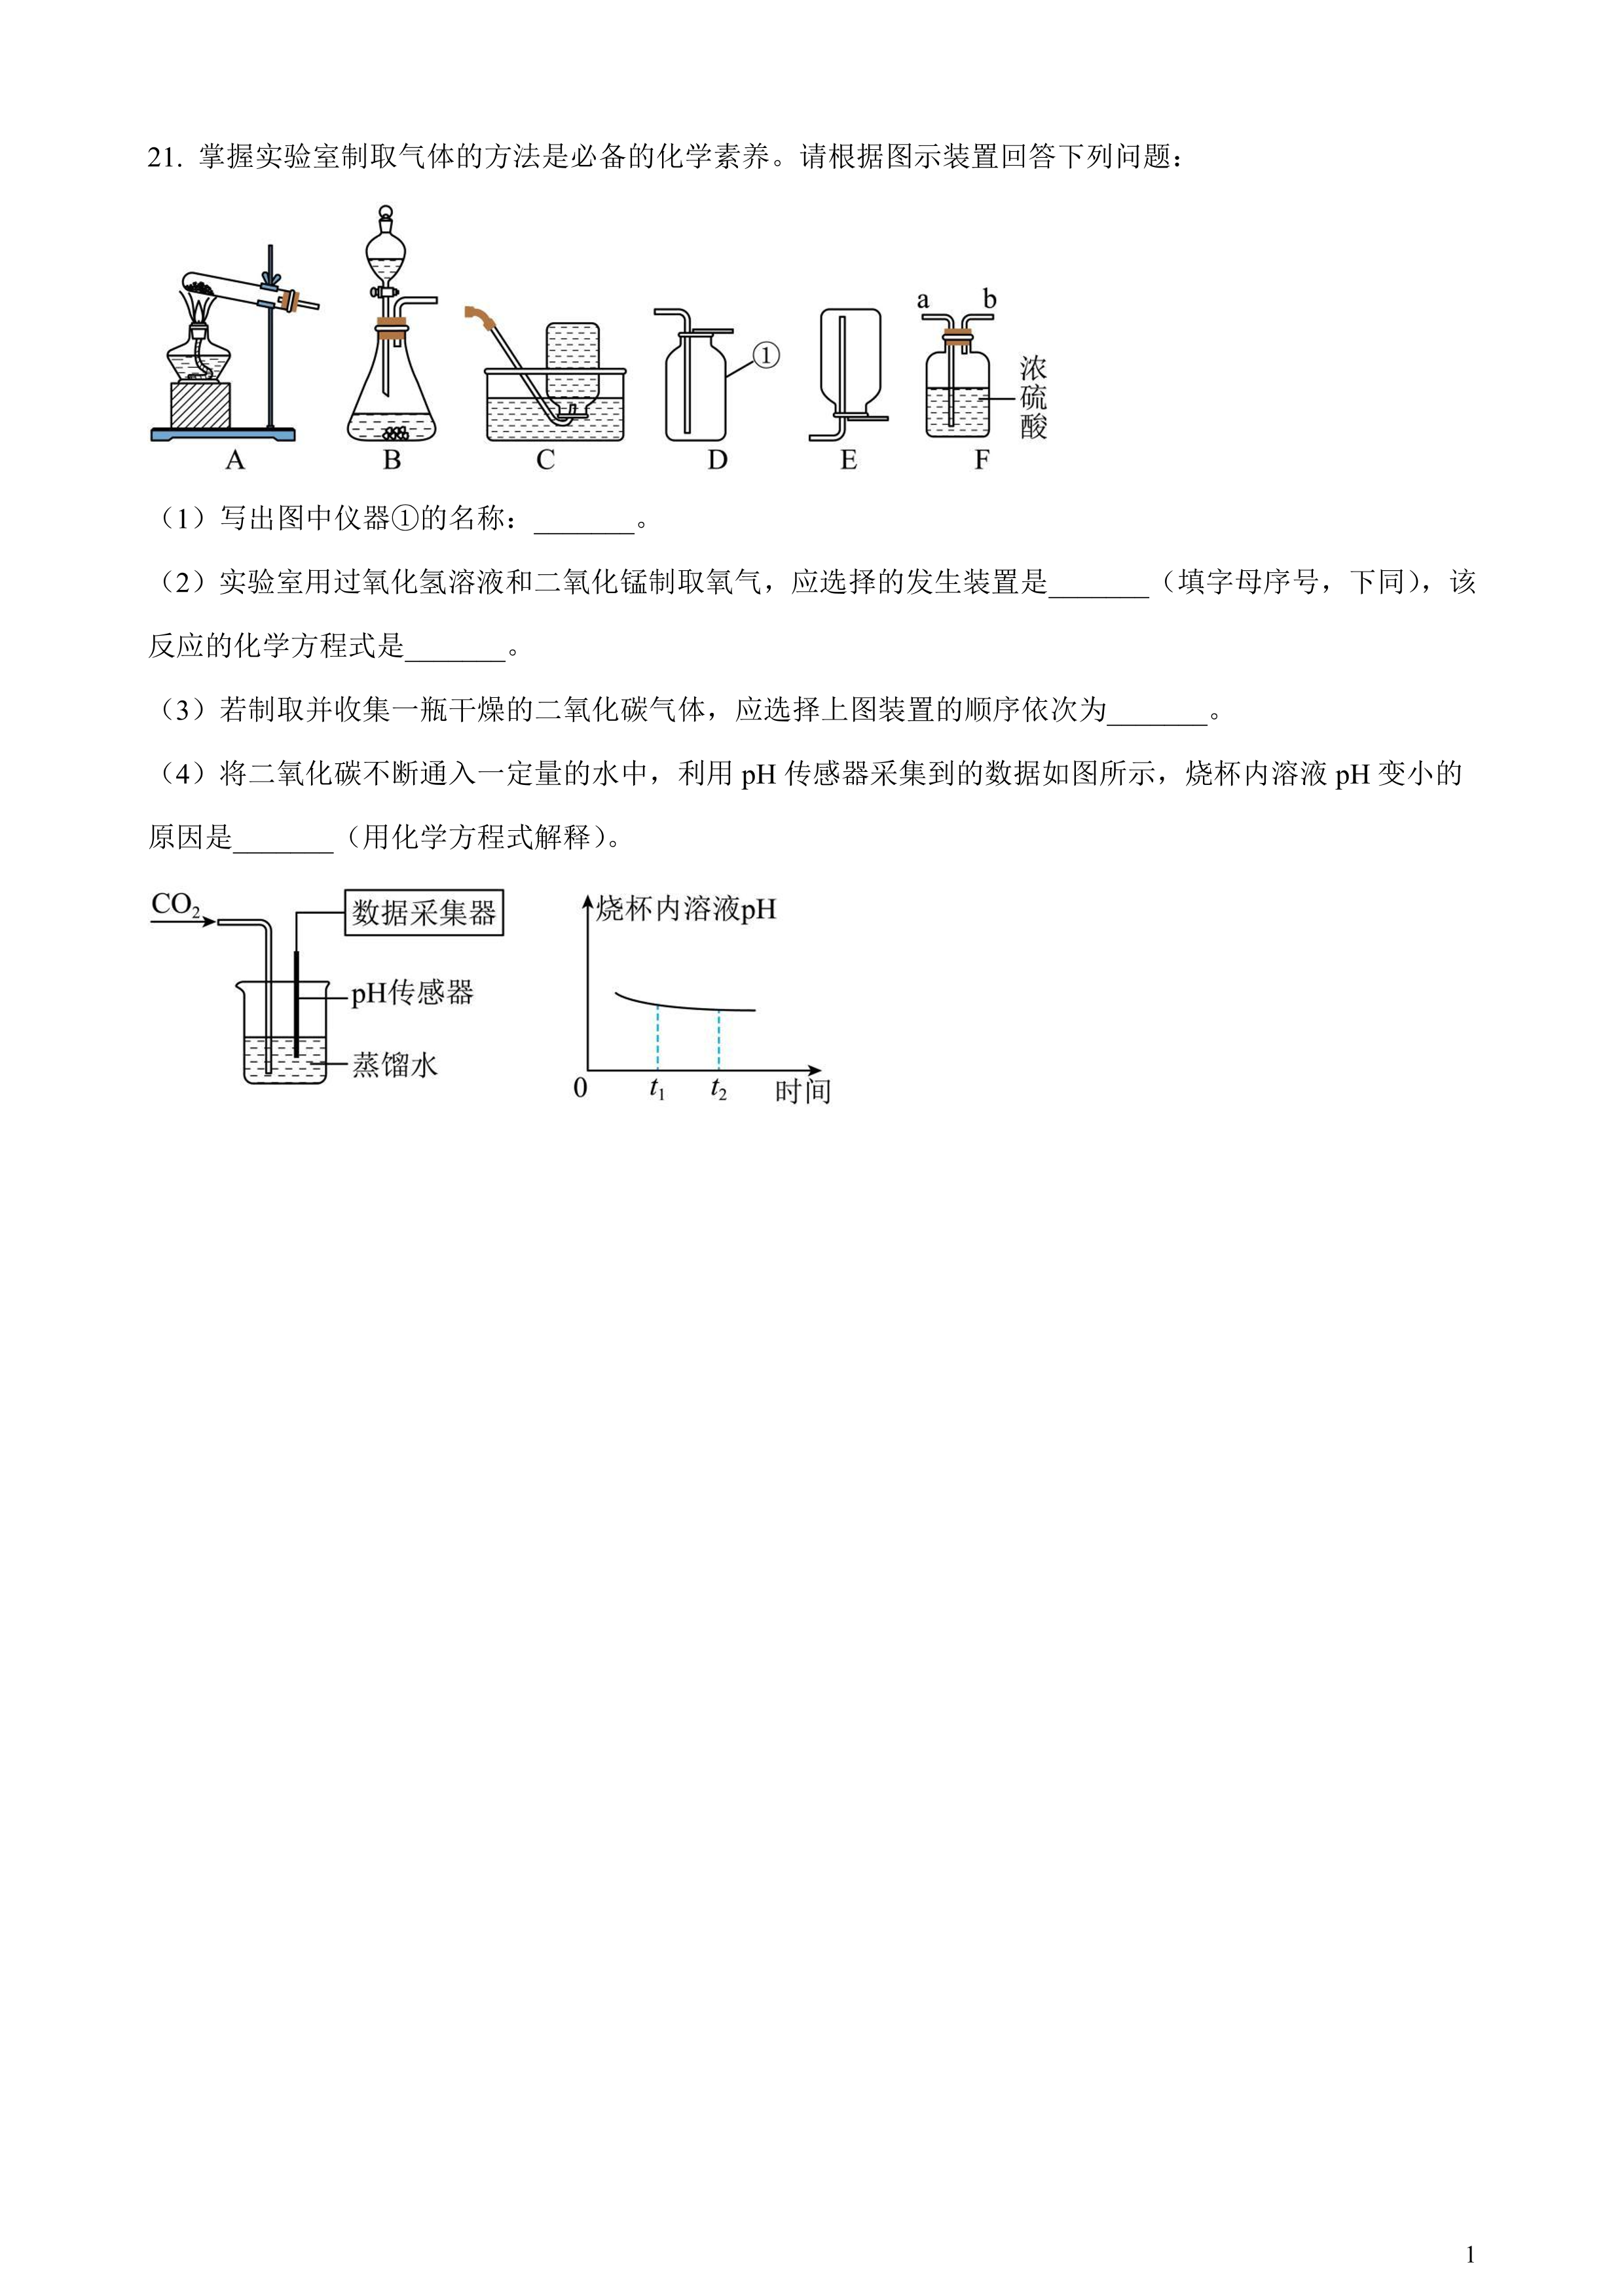 21. 掌握实验室制取气体的方法是必备的化学素养。请根据图示装置回答下列问题：
①
a b
浓硫酸
A B C D E F
（1）写出图中仪器①的名称：_______。
（2）实验室用过氧化氢溶液和二氧化锰制取氧气，应选择的发生装置是_______（填字母序号，下同），该
反应的化学方程式是_______。
（3）若制取并收集一瓶干燥的二氧化碳气体，应选择上图装置的顺序依次为_______。
（4）将二氧化碳不断通入一定量的水中，利用 pH 传感器采集到的数据如图所示，烧杯内溶液 pH 变小的
原因是_______（用化学方程式解释）。
CO₂
数据采集器
pH传感器
蒸馏水
烧杯内溶液pH
0 t₁ t₂ 时间
1